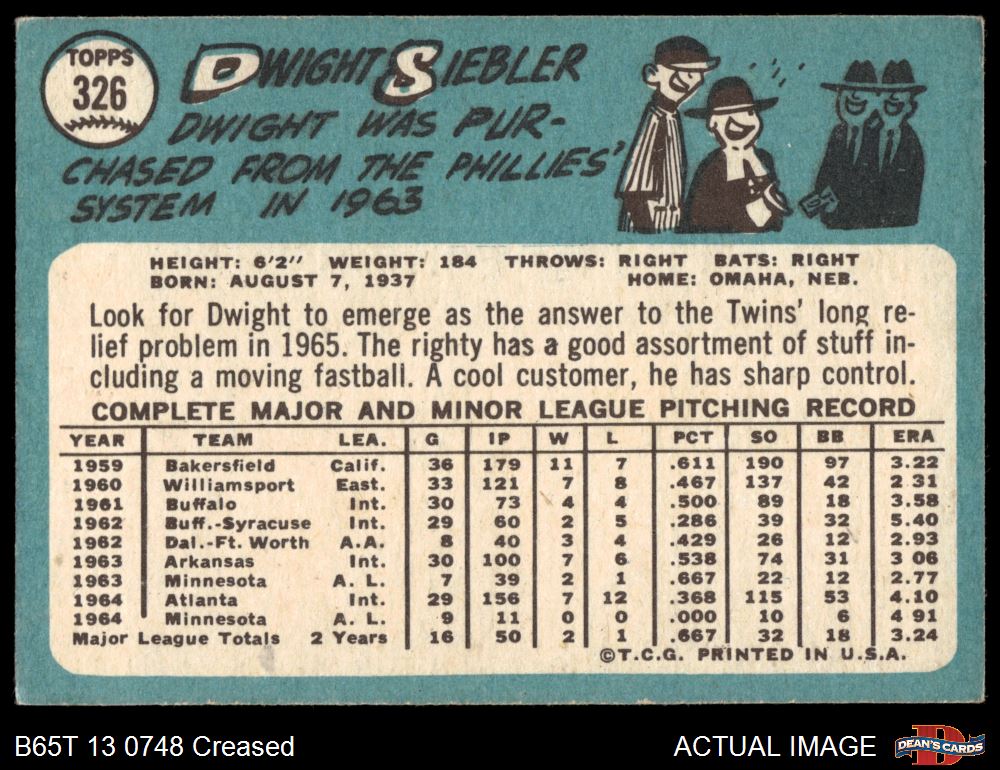 TOPPS
326
DWIGHT SIEBLER
DWIGHT WAS PUR-
CHASED FROM THE PHILLIES'
SYSTEM IN 1963
HEIGHT: 6'2" WEIGHT: 184 THROWS: RIGHT BATS: RIGHT
BORN: AUGUST 7, 1937 HOME: OMAHA, NEB.
Look for Dwight to emerge as the answer to the Twins' long re-
lief problem in 1965. The righty has a good assortment of stuff in-
cluding a moving fastball. A cool customer, he has sharp control.
COMPLETE MAJOR AND MINOR LEAGUE PITCHING RECORD
YEAR TEAM LEA. G IP W L PCT SO BB ERA
1959 Bakersfield Calif. 36 179 11 7 .611 190 97 3.22
1960 Williamsport East. 33 121 7 8 .467 137 42 2.31
1961 Buffalo Int. 30 73 4 4 .500 89 18 3.58
1962 Buff.-Syracuse Int. 29 60 2 5 .286 39 32 5.40
1962 Dal.-Ft. Worth A.A. 8 40 3 4 .429 26 12 2.93
1963 Arkansas Int. 30 100 7 6 .538 74 31 3 06
1963 Minnesota A. L. 7 39 2 1 .667 22 12 2.77
1964 Atlanta Int. 29 156 7 12 .368 115 53 4.10
1964 Minnesota A. L. 9 11 0 0 .000 10 6 4 91
Major League Totals 2 Years 16 50 2 1 .667 32 18 3.24
©T.C.G. PRINTED IN U.S.A.
B65T 13 0748 Creased
ACTUAL IMAGE
DEAN'S CARDS